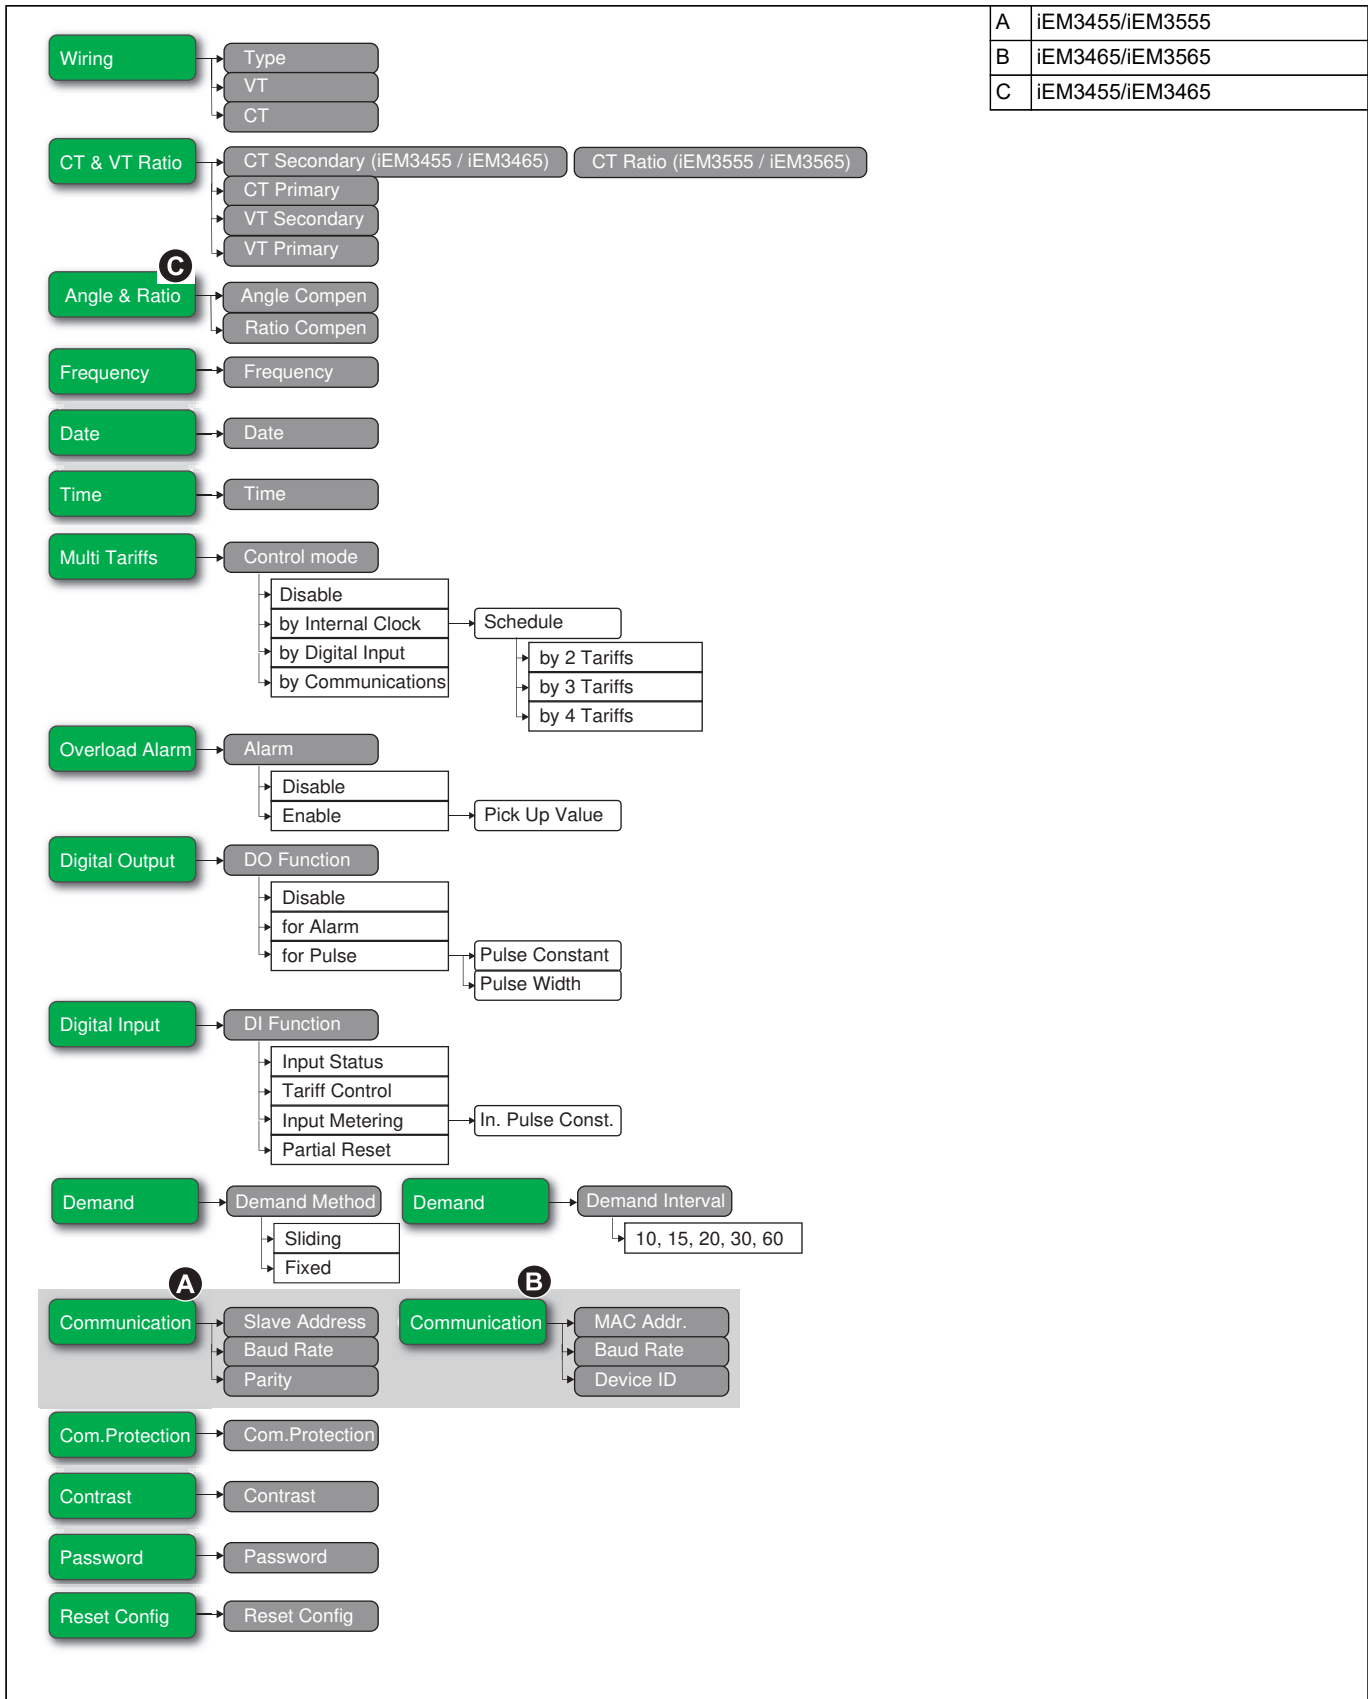 A iEM3455/iEM3555
B iEM3465/iEM3565
C iEM3455/iEM3465
Wiring
Type
VT
CT
CT & VT Ratio
CT Secondary (iEM3455 / iEM3465)
CT Ratio (iEM3555 / iEM3565)
CT Primary
VT Secondary
VT Primary
C
Angle & Ratio
Angle Compen
Ratio Compen
Frequency
Frequency
Date
Date
Time
Time
Multi Tariffs
Control mode
Disable
by Internal Clock
Schedule
by Digital Input
by Communications
by 2 Tariffs
by 3 Tariffs
by 4 Tariffs
Overload Alarm
Alarm
Disable
Enable
Pick Up Value
Digital Output
DO Function
Disable
for Alarm
for Pulse
Pulse Constant
Pulse Width
Digital Input
DI Function
Input Status
Tariff Control
Input Metering
In. Pulse Const.
Partial Reset
Demand
Demand Method
Sliding
Fixed
Demand
Demand Interval
10, 15, 20, 30, 60
A
Communication
Slave Address
Baud Rate
Parity
B
Communication
MAC Addr.
Baud Rate
Device ID
Com.Protection
Com.Protection
Contrast
Contrast
Password
Password
Reset Config
Reset Config